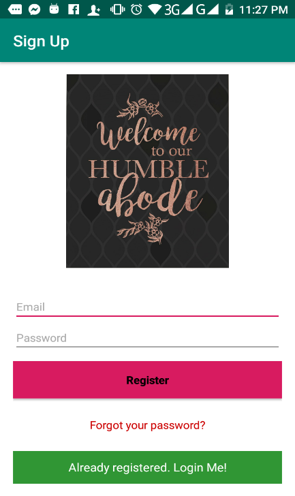 3G G 11:27 PM
Sign Up
Welcome
to our
HUMBLE
abode
Email
Password
Register
Forgot your password?
Already registered. Login Me!